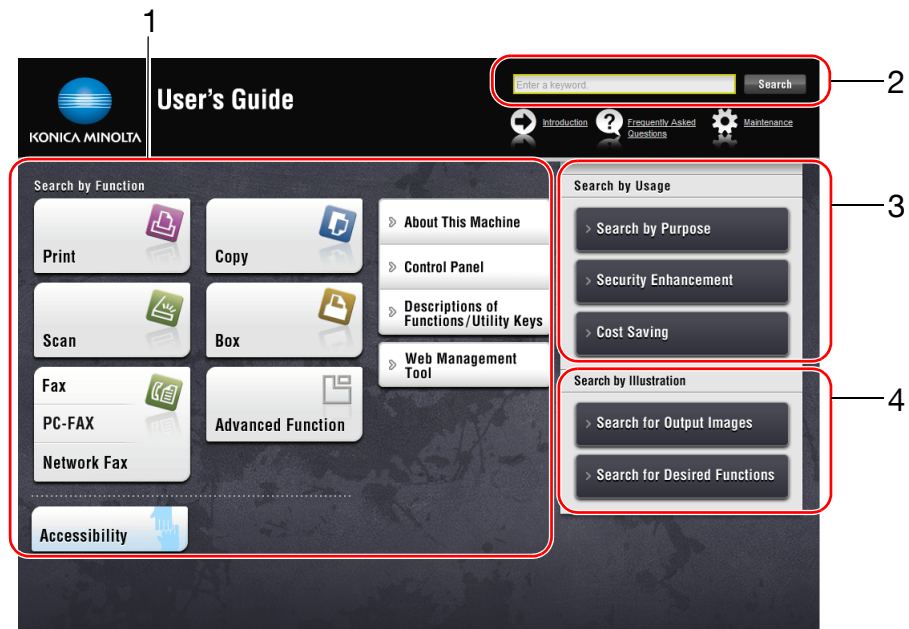 1
2
3
4
KONICA MINOLTA
User's Guide
Enter a keyword.
Search
Introduction
Frequently Asked
Questions
Maintenance
Search by Function
Print
Copy
Scan
Box
Fax
PC-FAX
Network Fax
Advanced Function
Accessibility
About This Machine
Control Panel
Descriptions of
Functions/Utility Keys
Web Management
Tool
Search by Usage
Search by Purpose
Security Enhancement
Cost Saving
Search by Illustration
Search for Output Images
Search for Desired Functions